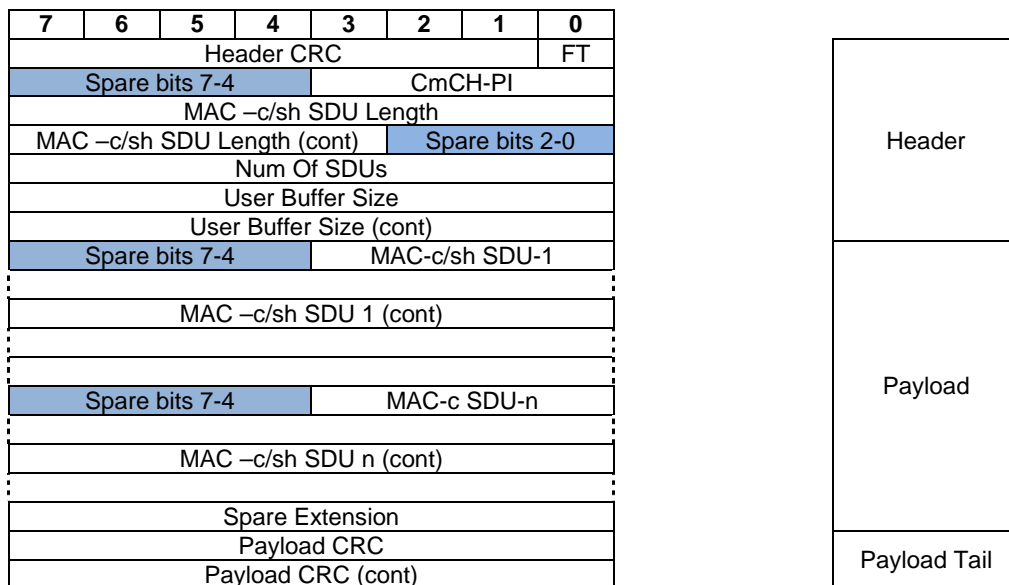 7 6 5 4 3 2 1 0
Header CRC FT
Spare bits 7-4 CmCH-PI
MAC –c/sh SDU Length
MAC –c/sh SDU Length (cont) Spare bits 2-0
Header
Num Of SDUs
User Buffer Size
User Buffer Size (cont)
Spare bits 7-4 MAC-c/sh SDU-1
MAC –c/sh SDU 1 (cont)
Payload
Spare bits 7-4 MAC-c SDU-n
MAC –c/sh SDU n (cont)
Spare Extension
Payload CRC
Payload Tail
Payload CRC (cont)